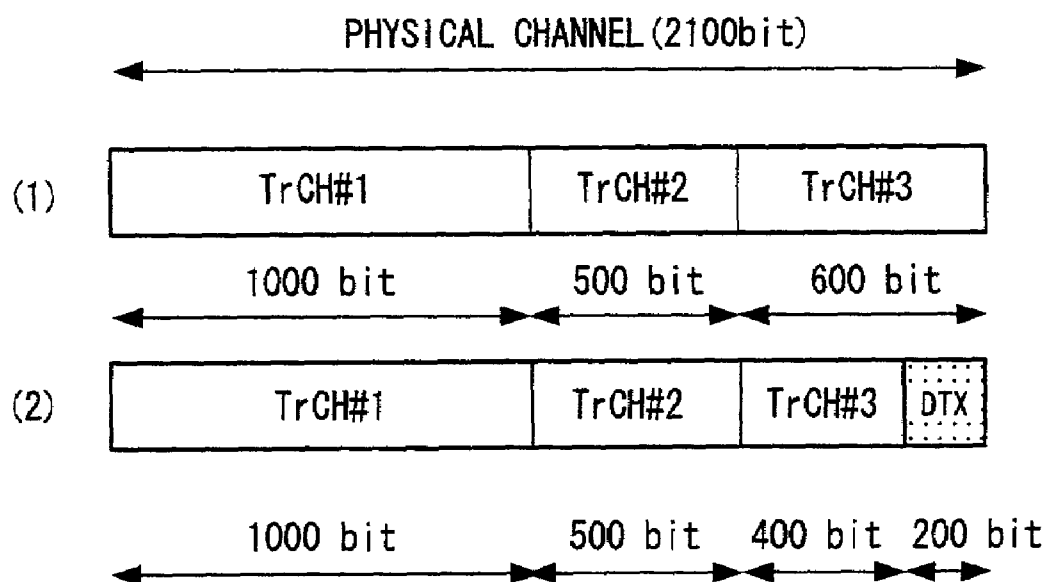 PHYSICAL CHANNEL(2100bit)
(1) TrCH#1 TrCH#2 TrCH#3
1000 bit 500 bit 600 bit
(2) TrCH#1 TrCH#2 TrCH#3 DTX
1000 bit 500 bit 400 bit 200 bit